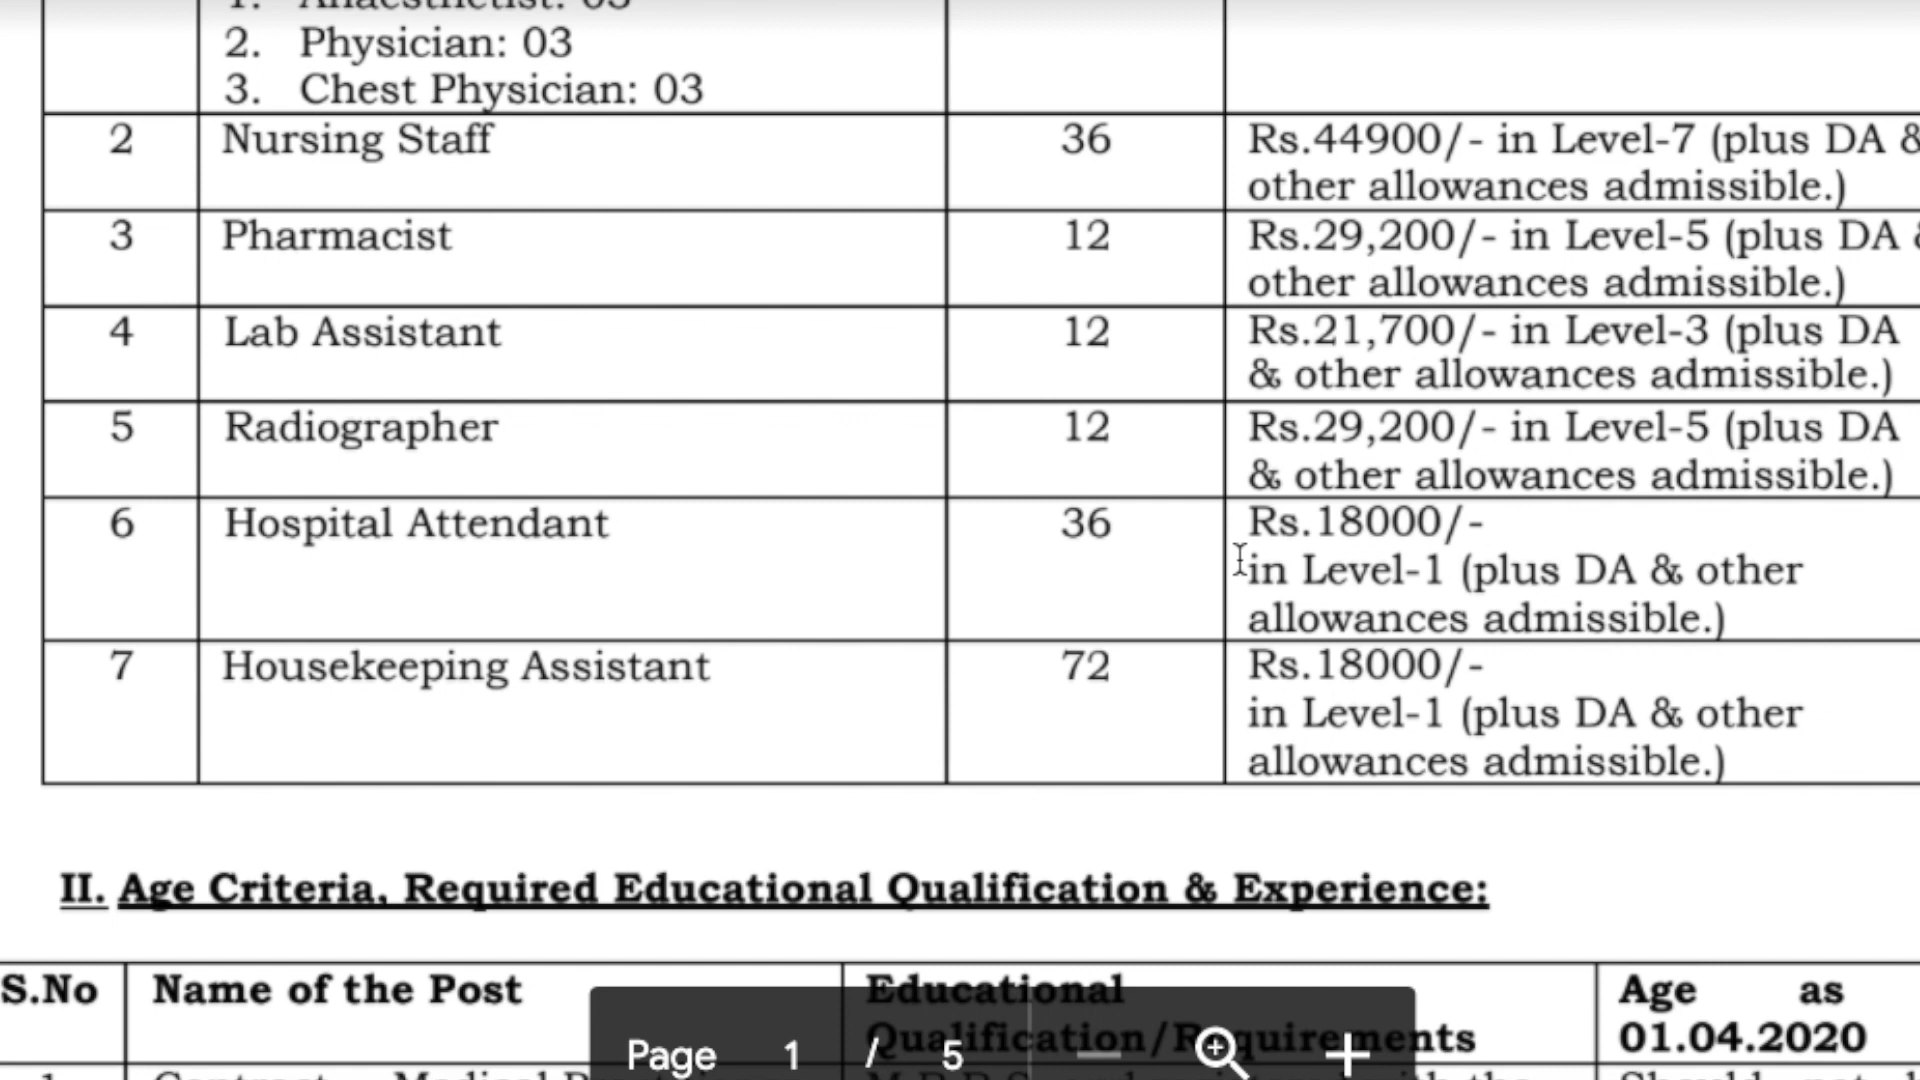 1. Anaesthetist: 03
2. Physician: 03
3. Chest Physician: 03
2 Nursing Staff 36 Rs.44900/- in Level-7 (plus DA &
other allowances admissible.)
3 Pharmacist 12 Rs.29,200/- in Level-5 (plus DA &
other allowances admissible.)
4 Lab Assistant 12 Rs.21,700/- in Level-3 (plus DA
& other allowances admissible.)
5 Radiographer 12 Rs.29,200/- in Level-5 (plus DA
& other allowances admissible.)
6 Hospital Attendant 36 Rs.18000/-
in Level-1 (plus DA & other
allowances admissible.)
7 Housekeeping Assistant 72 Rs.18000/-
in Level-1 (plus DA & other
allowances admissible.)
II. Age Criteria, Required Educational Qualification & Experience:
S.No Name of the Post Educational Age as
Qualification/Requirements 01.04.2020
Page 1 / 5